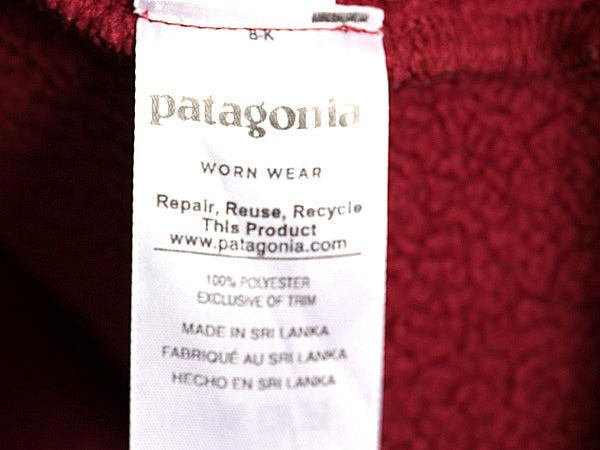 B-K
patagonia
WORN WEAR
Repair, Reuse, Recycle
This Product
www.patagonia.com
100% POLYESTER
EXCLUSIVE OF TRIM
MADE IN SRI LANKA
FABRIQUÉ AU SRI LANKA
HECHO EN SRI LANKA